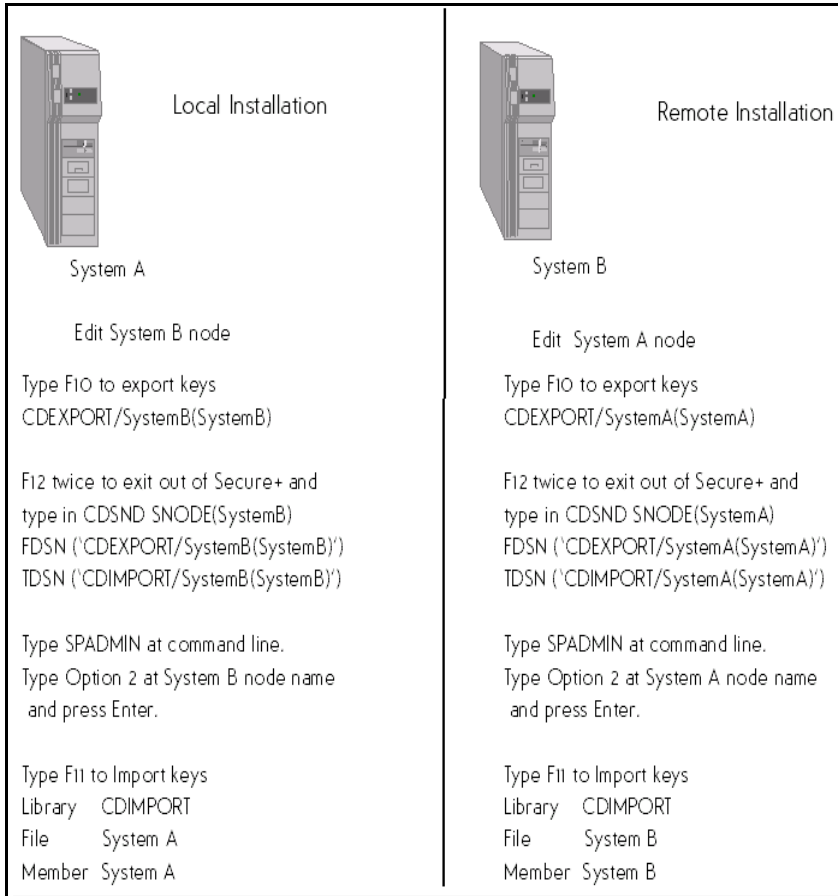 Local Installation
System A
Edit System B node
Type F10 to export keys
CDEXPORT/SystemB(SystemB)
F12 twice to exit out of Secure+ and
type in CDSND SNODE(SystemB)
FDSN (‘CDEXPORT/SystemB(SystemB)’)
TDSN (‘CDIMPORT/SystemB(SystemB)’)
Type SPADMIN at command line.
Type Option 2 at System B node name
and press Enter.
Type F11 to Import keys
Library CDIMPORT
File System A
Member System A
Remote Installation
System B
Edit System A node
Type F10 to export keys
CDEXPORT/SystemA(SystemA)
F12 twice to exit out of Secure+ and
type in CDSND SNODE(SystemA)
FDSN (‘CDEXPORT/SystemA(SystemA)’)
TDSN (‘CDIMPORT/SystemA(SystemA)’)
Type SPADMIN at command line.
Type Option 2 at System A node name
and press Enter.
Type F11 to Import keys
Library CDIMPORT
File System B
Member System B